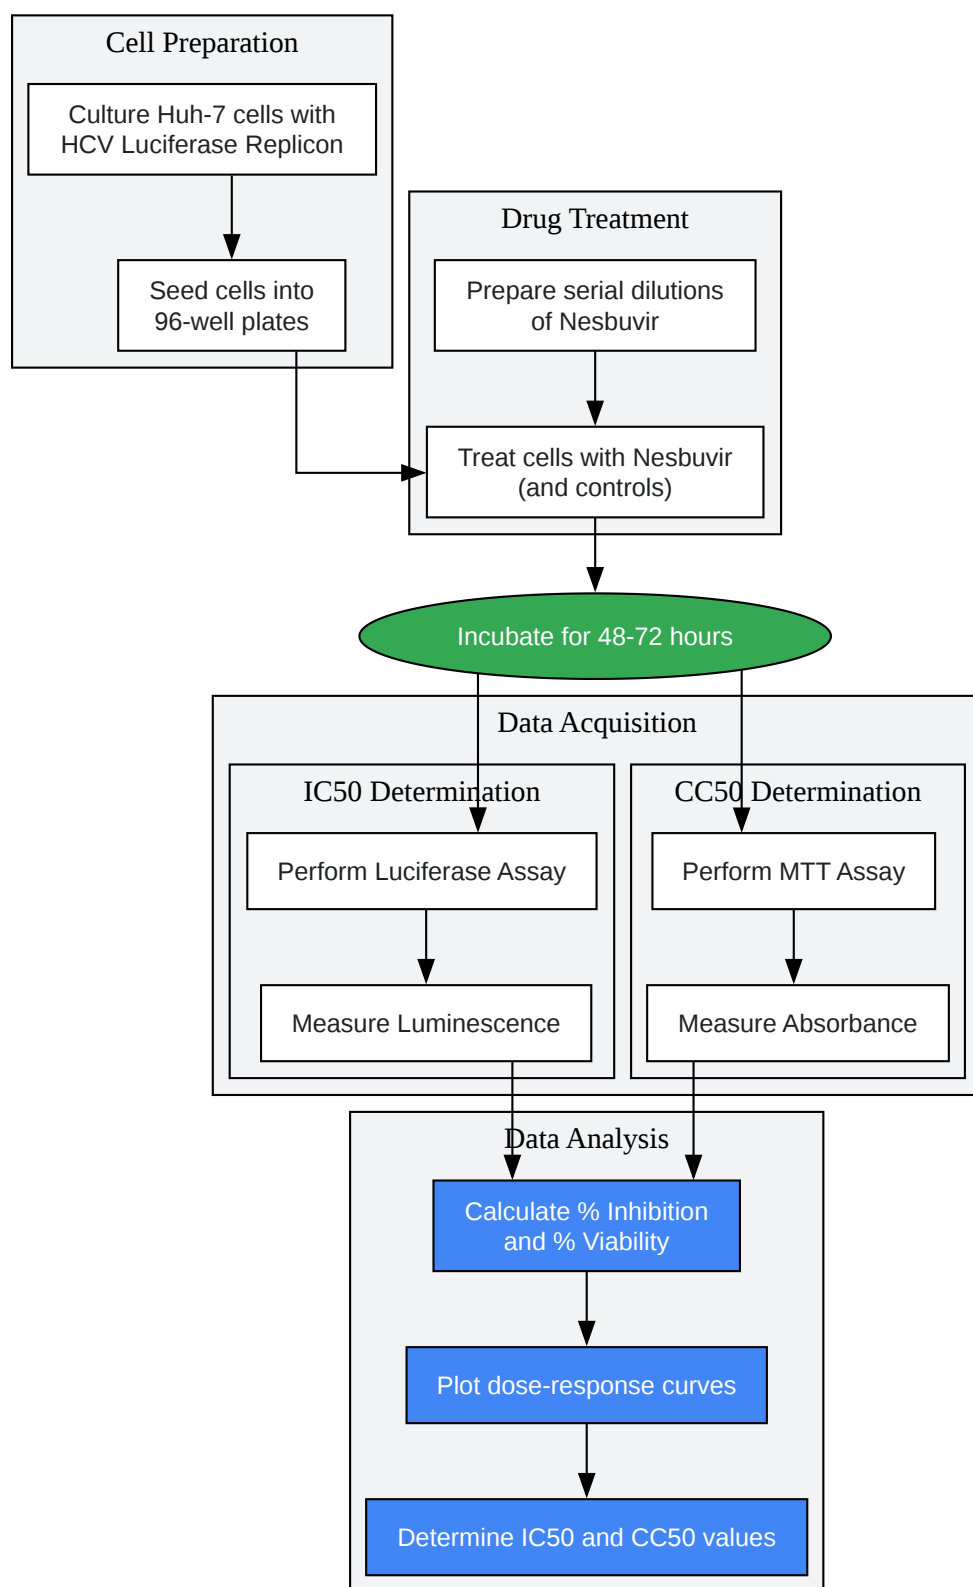 Cell Preparation
Culture Huh-7 cells with
HCV Luciferase Replicon
Seed cells into
96-well plates
Drug Treatment
Prepare serial dilutions
of Nesbuvir
Treat cells with Nesbuvir
(and controls)
Incubate for 48-72 hours
Data Acquisition
IC50 Determination
Perform Luciferase Assay
Measure Luminescence
CC50 Determination
Perform MTT Assay
Measure Absorbance
Data Analysis
Calculate % Inhibition
and % Viability
Plot dose-response curves
Determine IC50 and CC50 values